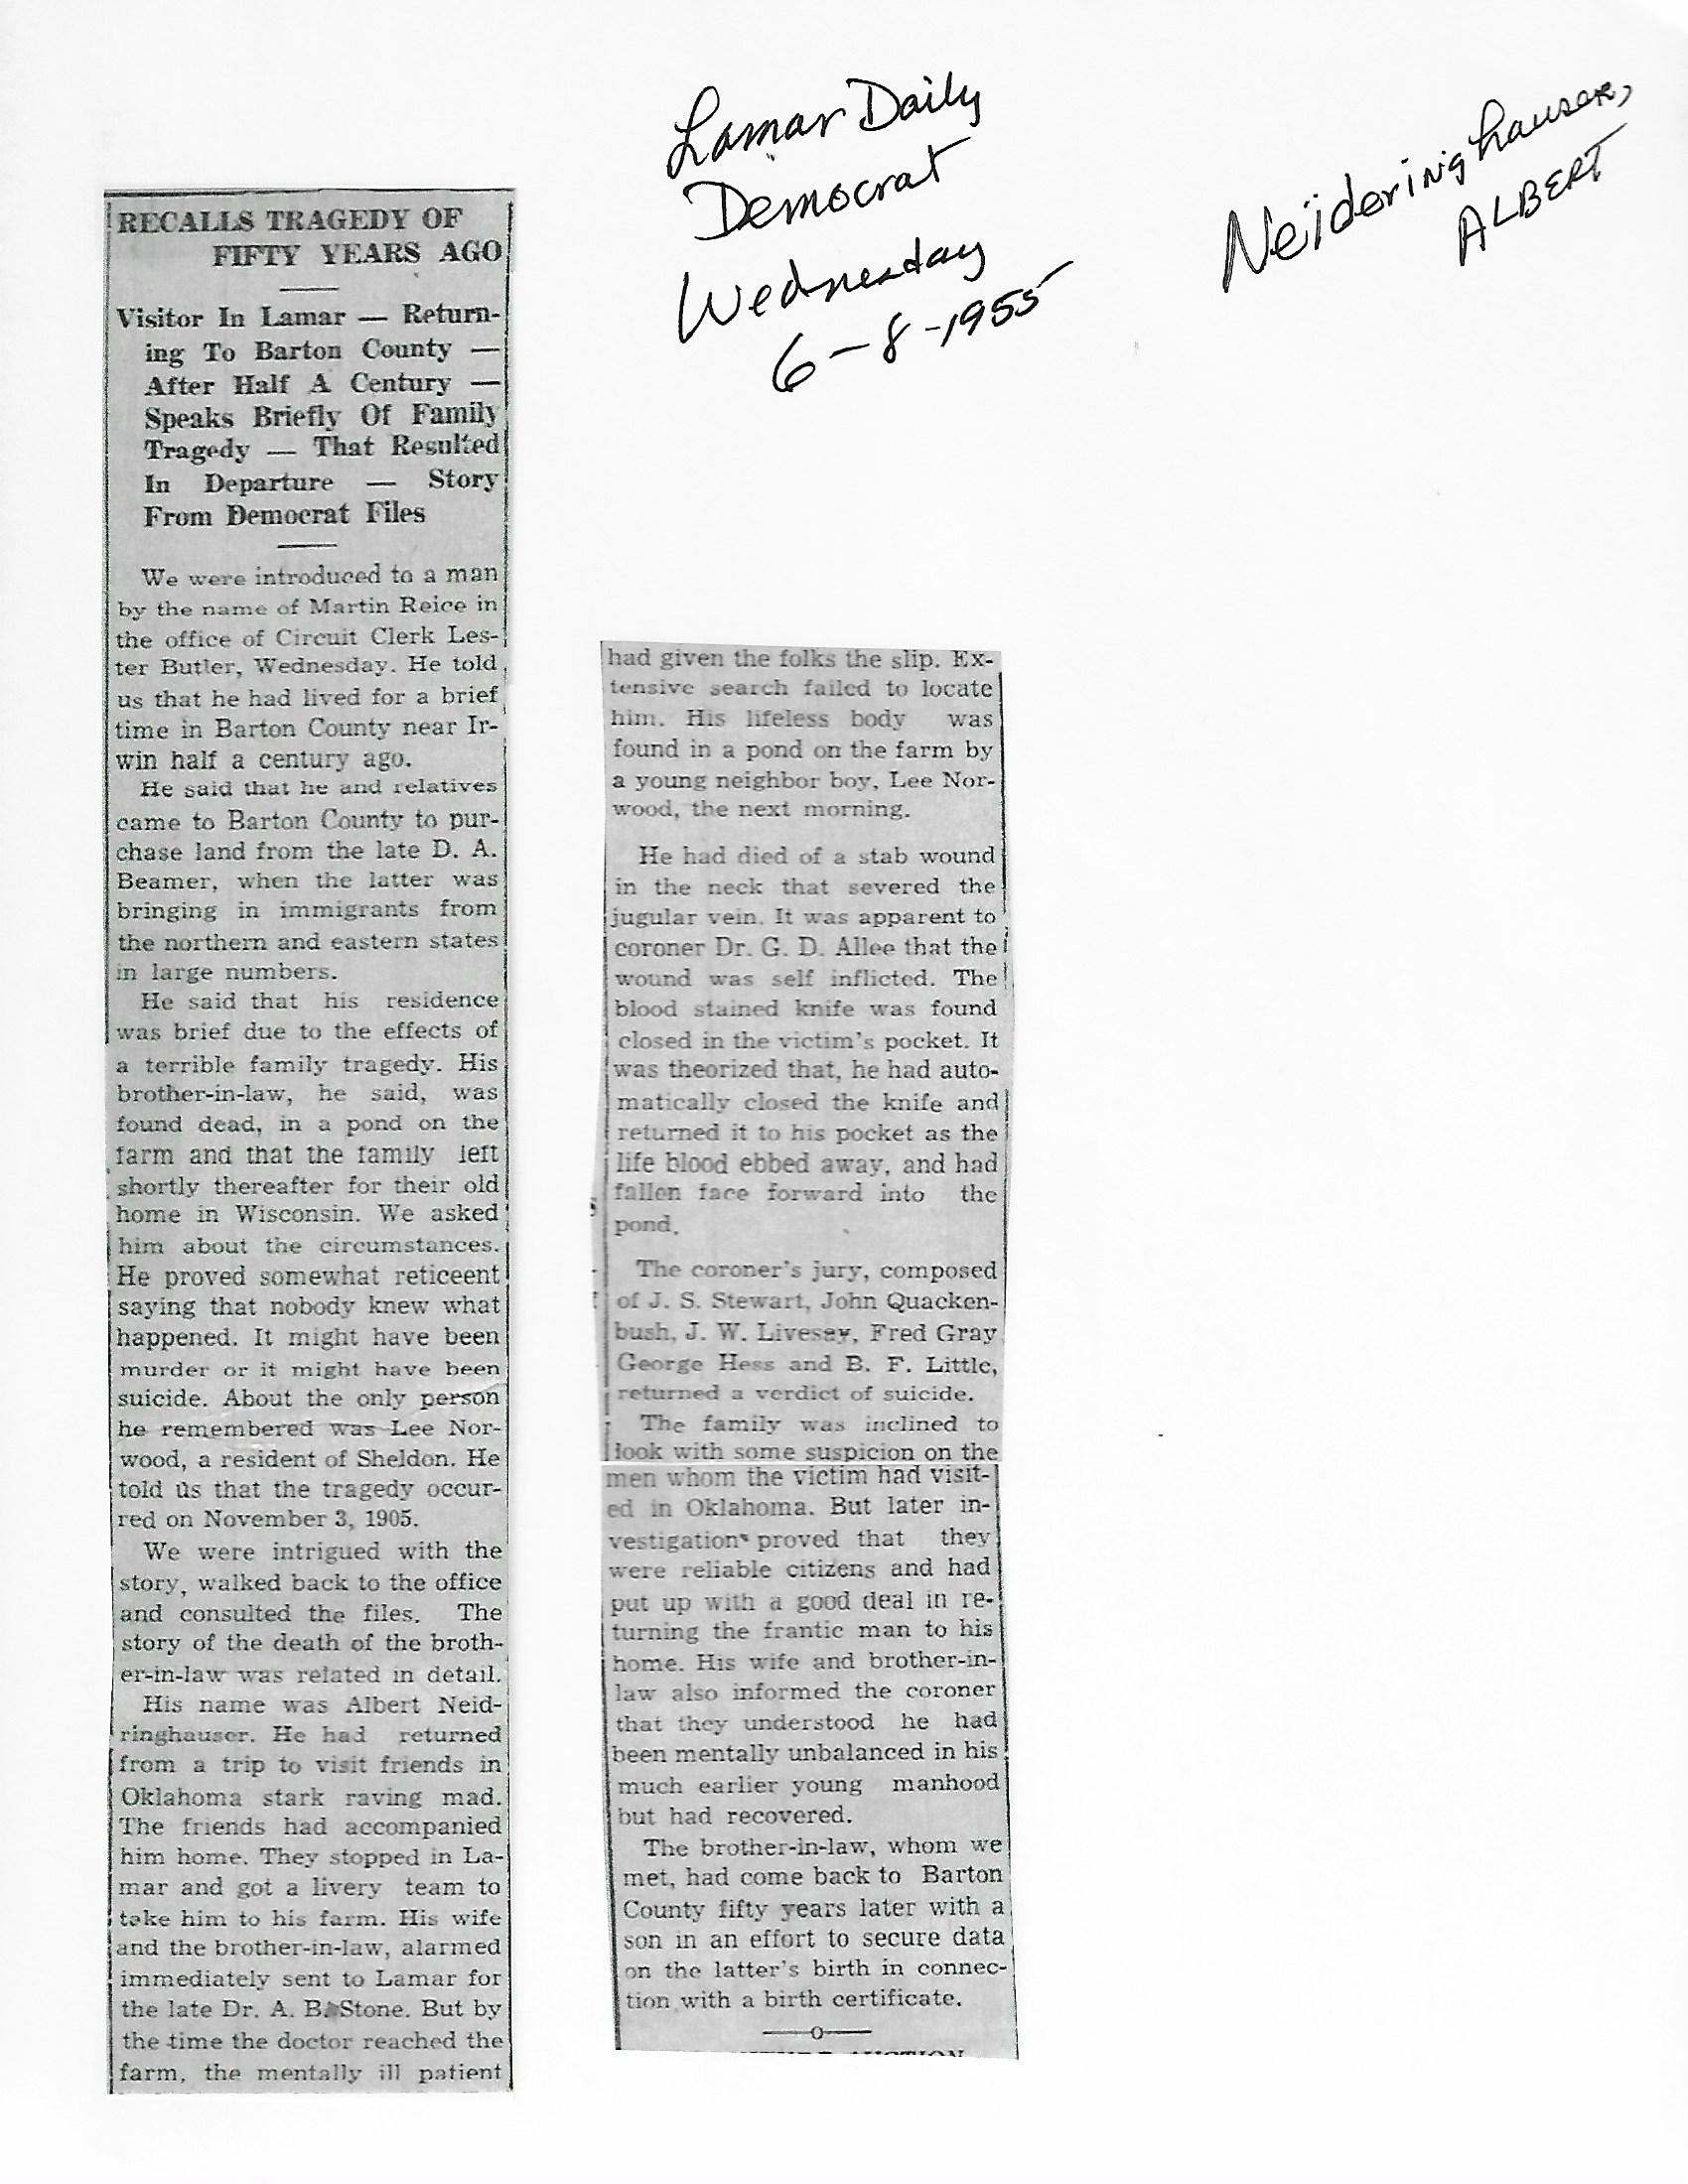 Lamar Daily
Democrat
Wednesday
6-8-1955
Neideringhauser,
ALBERT
RECALLS TRAGEDY OF
FIFTY YEARS AGO
Visitor In Lamar — Return-
ing To Barton County —
After Half A Century —
Speaks Briefly Of Family
Tragedy — That Resulted
In Departure — Story
From Democrat Files
We were introduced to a man
by the name of Martin Reice in
the office of Circuit Clerk Les-
ter Butler, Wednesday. He told
us that he had lived for a brief
time in Barton County near Ir-
win half a century ago.
He said that he and relatives
came to Barton County to pur-
chase land from the late D. A.
Beamer, when the latter was
bringing in immigrants from
the northern and eastern states
in large numbers.
He said that his residence
was brief due to the effects of
a terrible family tragedy. His
brother-in-law, he said, was
found dead, in a pond on the
farm and that the family left
shortly thereafter for their old
home in Wisconsin. We asked
him about the circumstances.
He proved somewhat reticeent
saying that nobody knew what
happened. It might have been
murder or it might have been
suicide. About the only person
he remembered was Lee Nor-
wood, a resident of Sheldon. He
told us that the tragedy occur-
red on November 3, 1905.
We were intrigued with the
story, walked back to the office
and consulted the files. The
story of the death of the broth-
er-in-law was related in detail.
His name was Albert Neid-
ringhauser. He had returned
from a trip to visit friends in
Oklahoma stark raving mad.
The friends had accompanied
him home. They stopped in La-
mar and got a livery team to
take him to his farm. His wife
and the brother-in-law, alarmed
immediately sent to Lamar for
the late Dr. A. B. Stone. But by
the time the doctor reached the
farm, the mentally ill patient
had given the folks the slip. Ex-
tensive search failed to locate
him. His lifeless body was
found in a pond on the farm by
a young neighbor boy, Lee Nor-
wood, the next morning.
He had died of a stab wound
in the neck that severed the
jugular vein. It was apparent to
coroner Dr. G. D. Allee that the
wound was self inflicted. The
blood stained knife was found
closed in the victim's pocket. It
was theorized that, he had auto-
matically closed the knife and
returned it to his pocket as the
life blood ebbed away, and had
fallen face forward into the
pond.
The coroner's jury, composed
of J. S. Stewart, John Quacken-
bush, J. W. Livesay, Fred Gray
George Hess and B. F. Little,
returned a verdict of suicide.
The family was inclined to
look with some suspicion on the
men whom the victim had visit-
ed in Oklahoma. But later in-
vestigation proved that they
were reliable citizens and had
put up with a good deal in re-
turning the frantic man to his
home. His wife and brother-in-
law also informed the coroner
that they understood he had
been mentally unbalanced in his
much earlier young manhood
but had recovered.
The brother-in-law, whom we
met, had come back to Barton
County fifty years later with a
son in an effort to secure data
on the latter's birth in connec-
tion with a birth certificate.
——o——